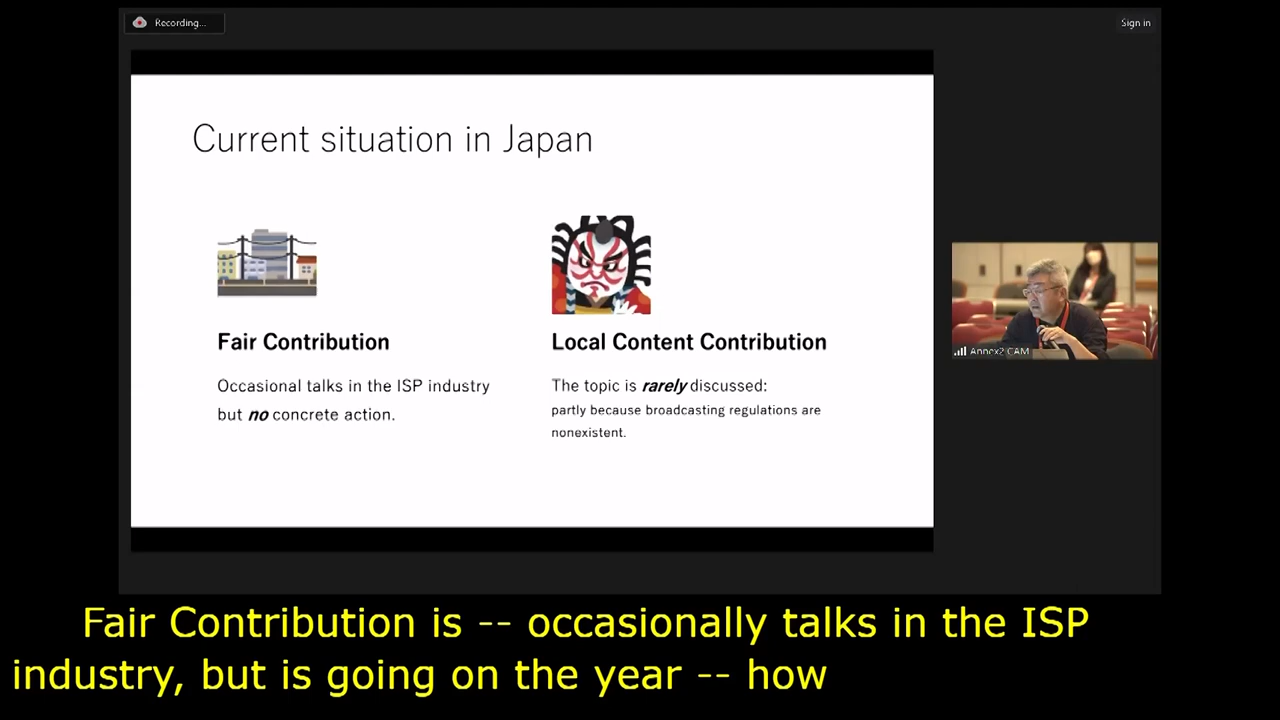 Recording...
Sign in
Current situation in Japan
Fair Contribution
Occasional talks in the ISP industry
but no concrete action.
Local Content Contribution
The topic is rarely discussed:
partly because broadcasting regulations are
nonexistent.
Annex2 CAM
Fair Contribution is -- occasionally talks in the ISP
industry, but is going on the year -- how